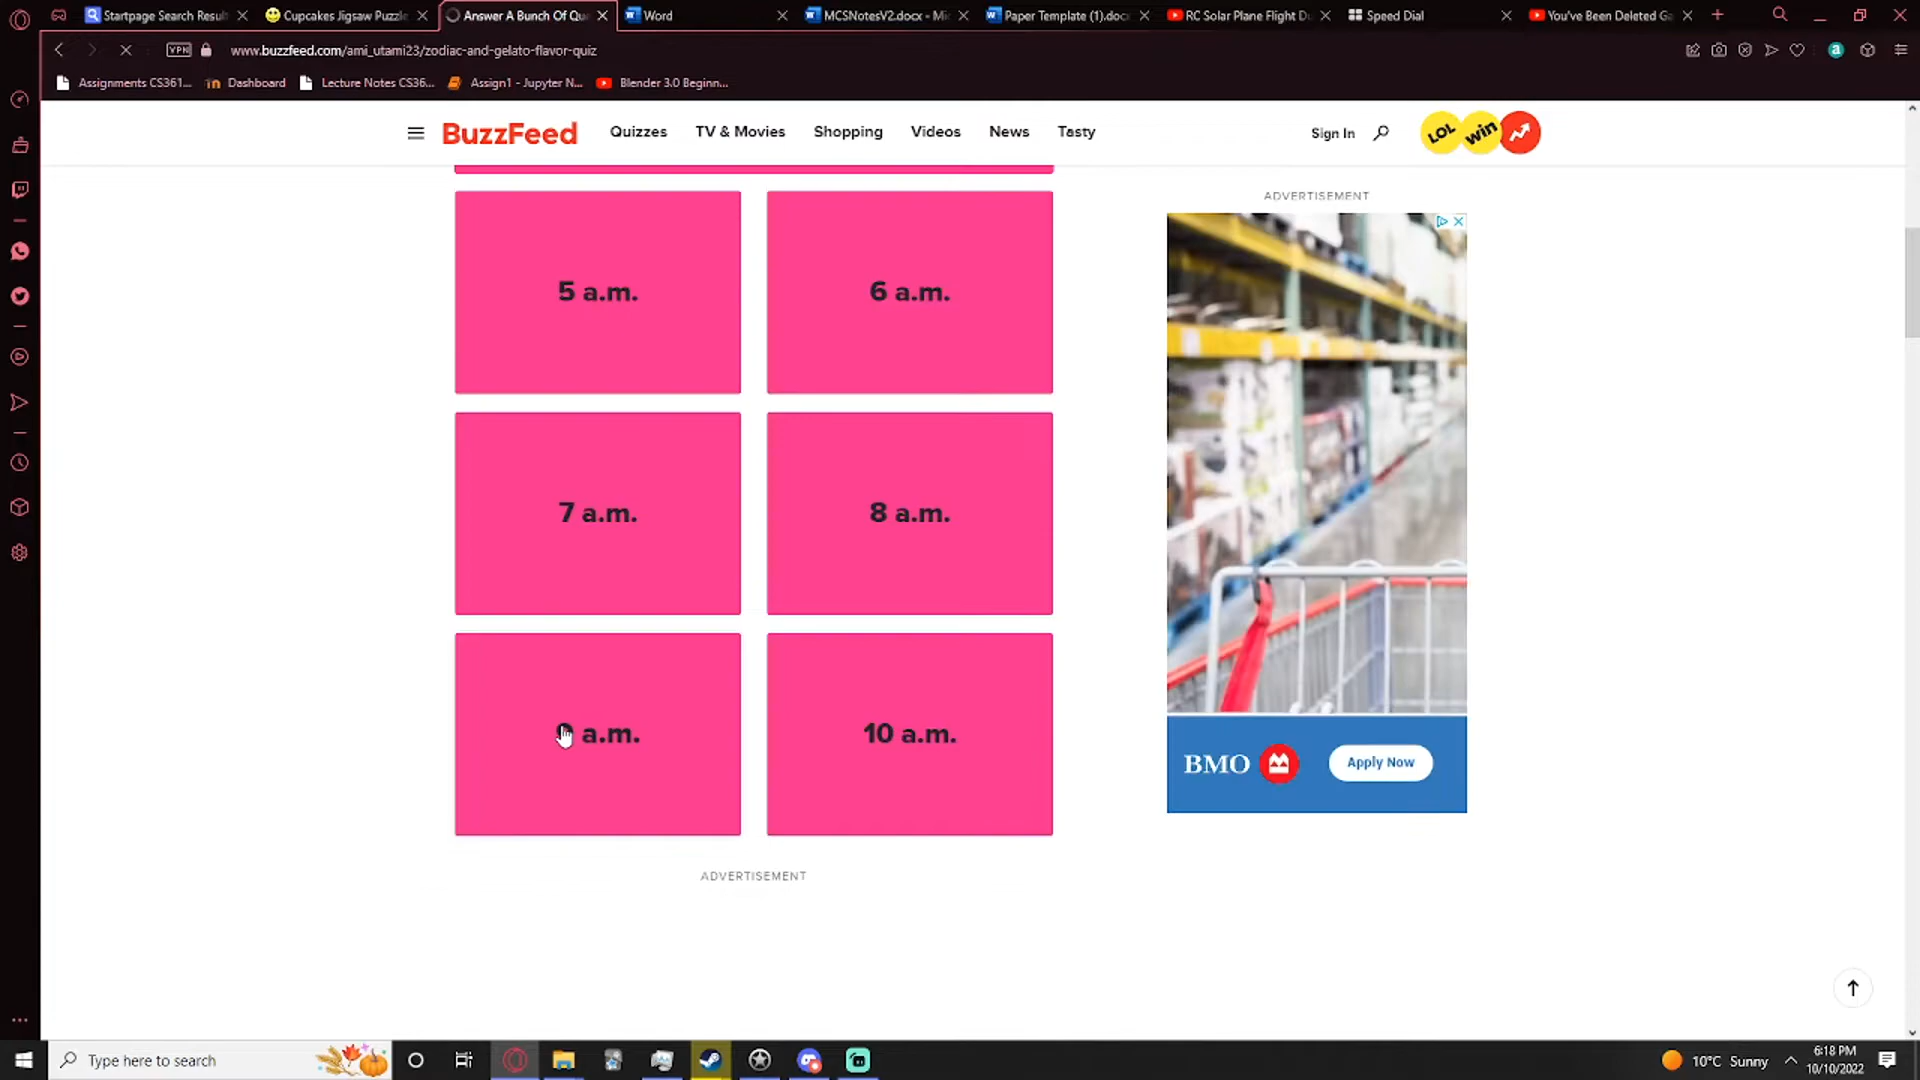 Startpage Search Result
Cupcakes Jigsaw Puzzle
Answer A Bunch Of Qu
Word
MCSNotesV2.docx - Mi
Paper Template (1).doc
RC Solar Plane Flight D
Speed Dial
You've Been Deleted G
VPN
www.buzzfeed.com/ami_utami23/zodiac-and-gelato-flavor-quiz
Assignments CS361...
Dashboard
Lecture Notes CS36...
Assign1 - Jupyter N...
Blender 3.0 Beginn...
BuzzFeed
Quizzes
TV & Movies
Shopping
Videos
News
Tasty
Sign In
LOL
win
ADVERTISEMENT
5 a.m.
6 a.m.
7 a.m.
8 a.m.
a.m.
10 a.m.
BMO
Apply Now
ADVERTISEMENT
Type here to search
10°C Sunny
6:18 PM
10/10/2022